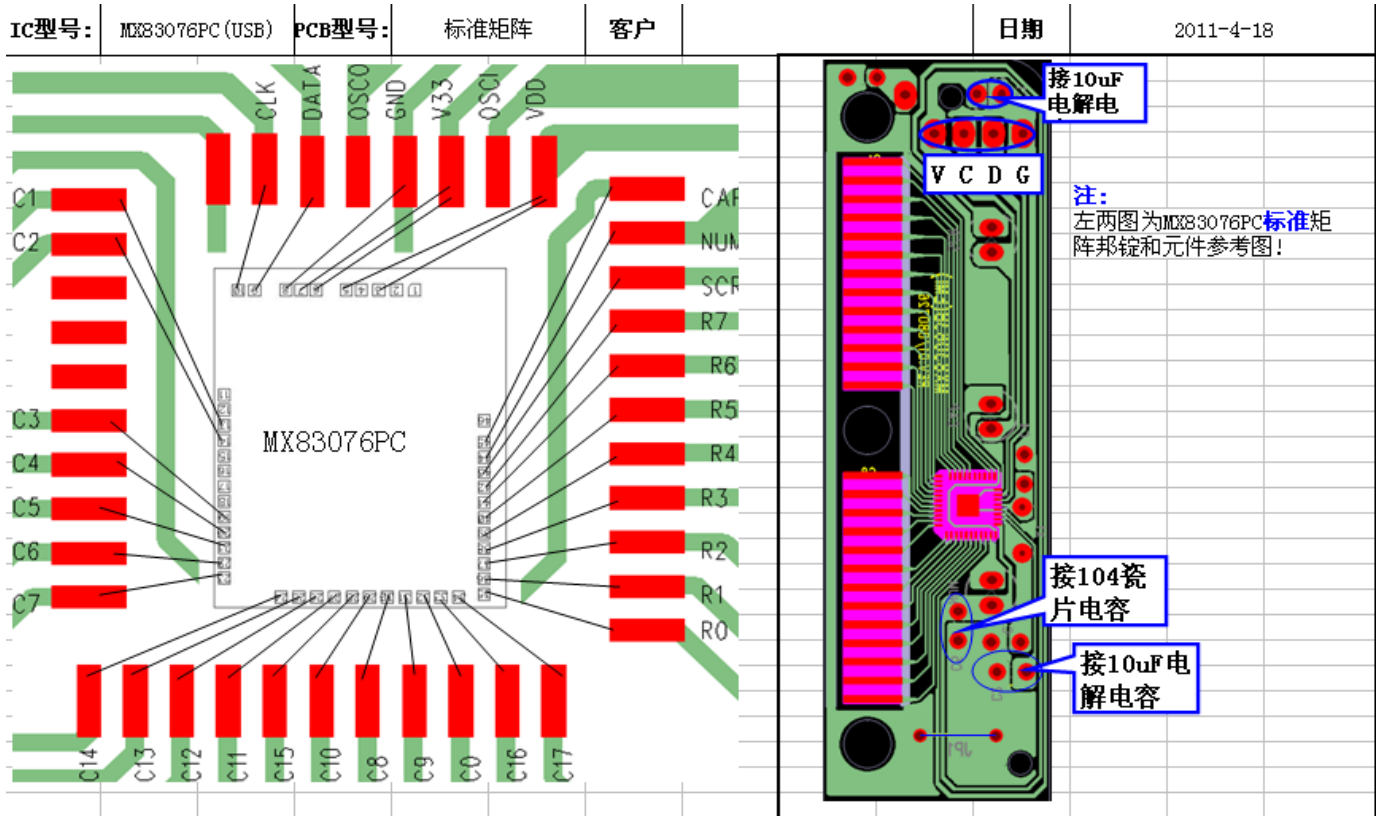 IC型号:
MX83076PC(USB)
PCB型号:
标准矩阵
客户
日期
2011-4-18
CLK
DATA
OSCO
GND
V33
OSCI
VDD
C1
C2
C3
C4
C5
C6
C7
MX83076PC
CAP
NUM
SCR
R7
R6
R5
R4
R3
R2
R1
R0
C14
C13
C12
C11
C15
C10
C8
C9
C0
C16
C17
接10uF
电解电
V C D G
注:
左两图为MX83076PC标准矩
阵邦锭和元件参考图!
接104瓷
片电容
接10uF电
解电容
JP1